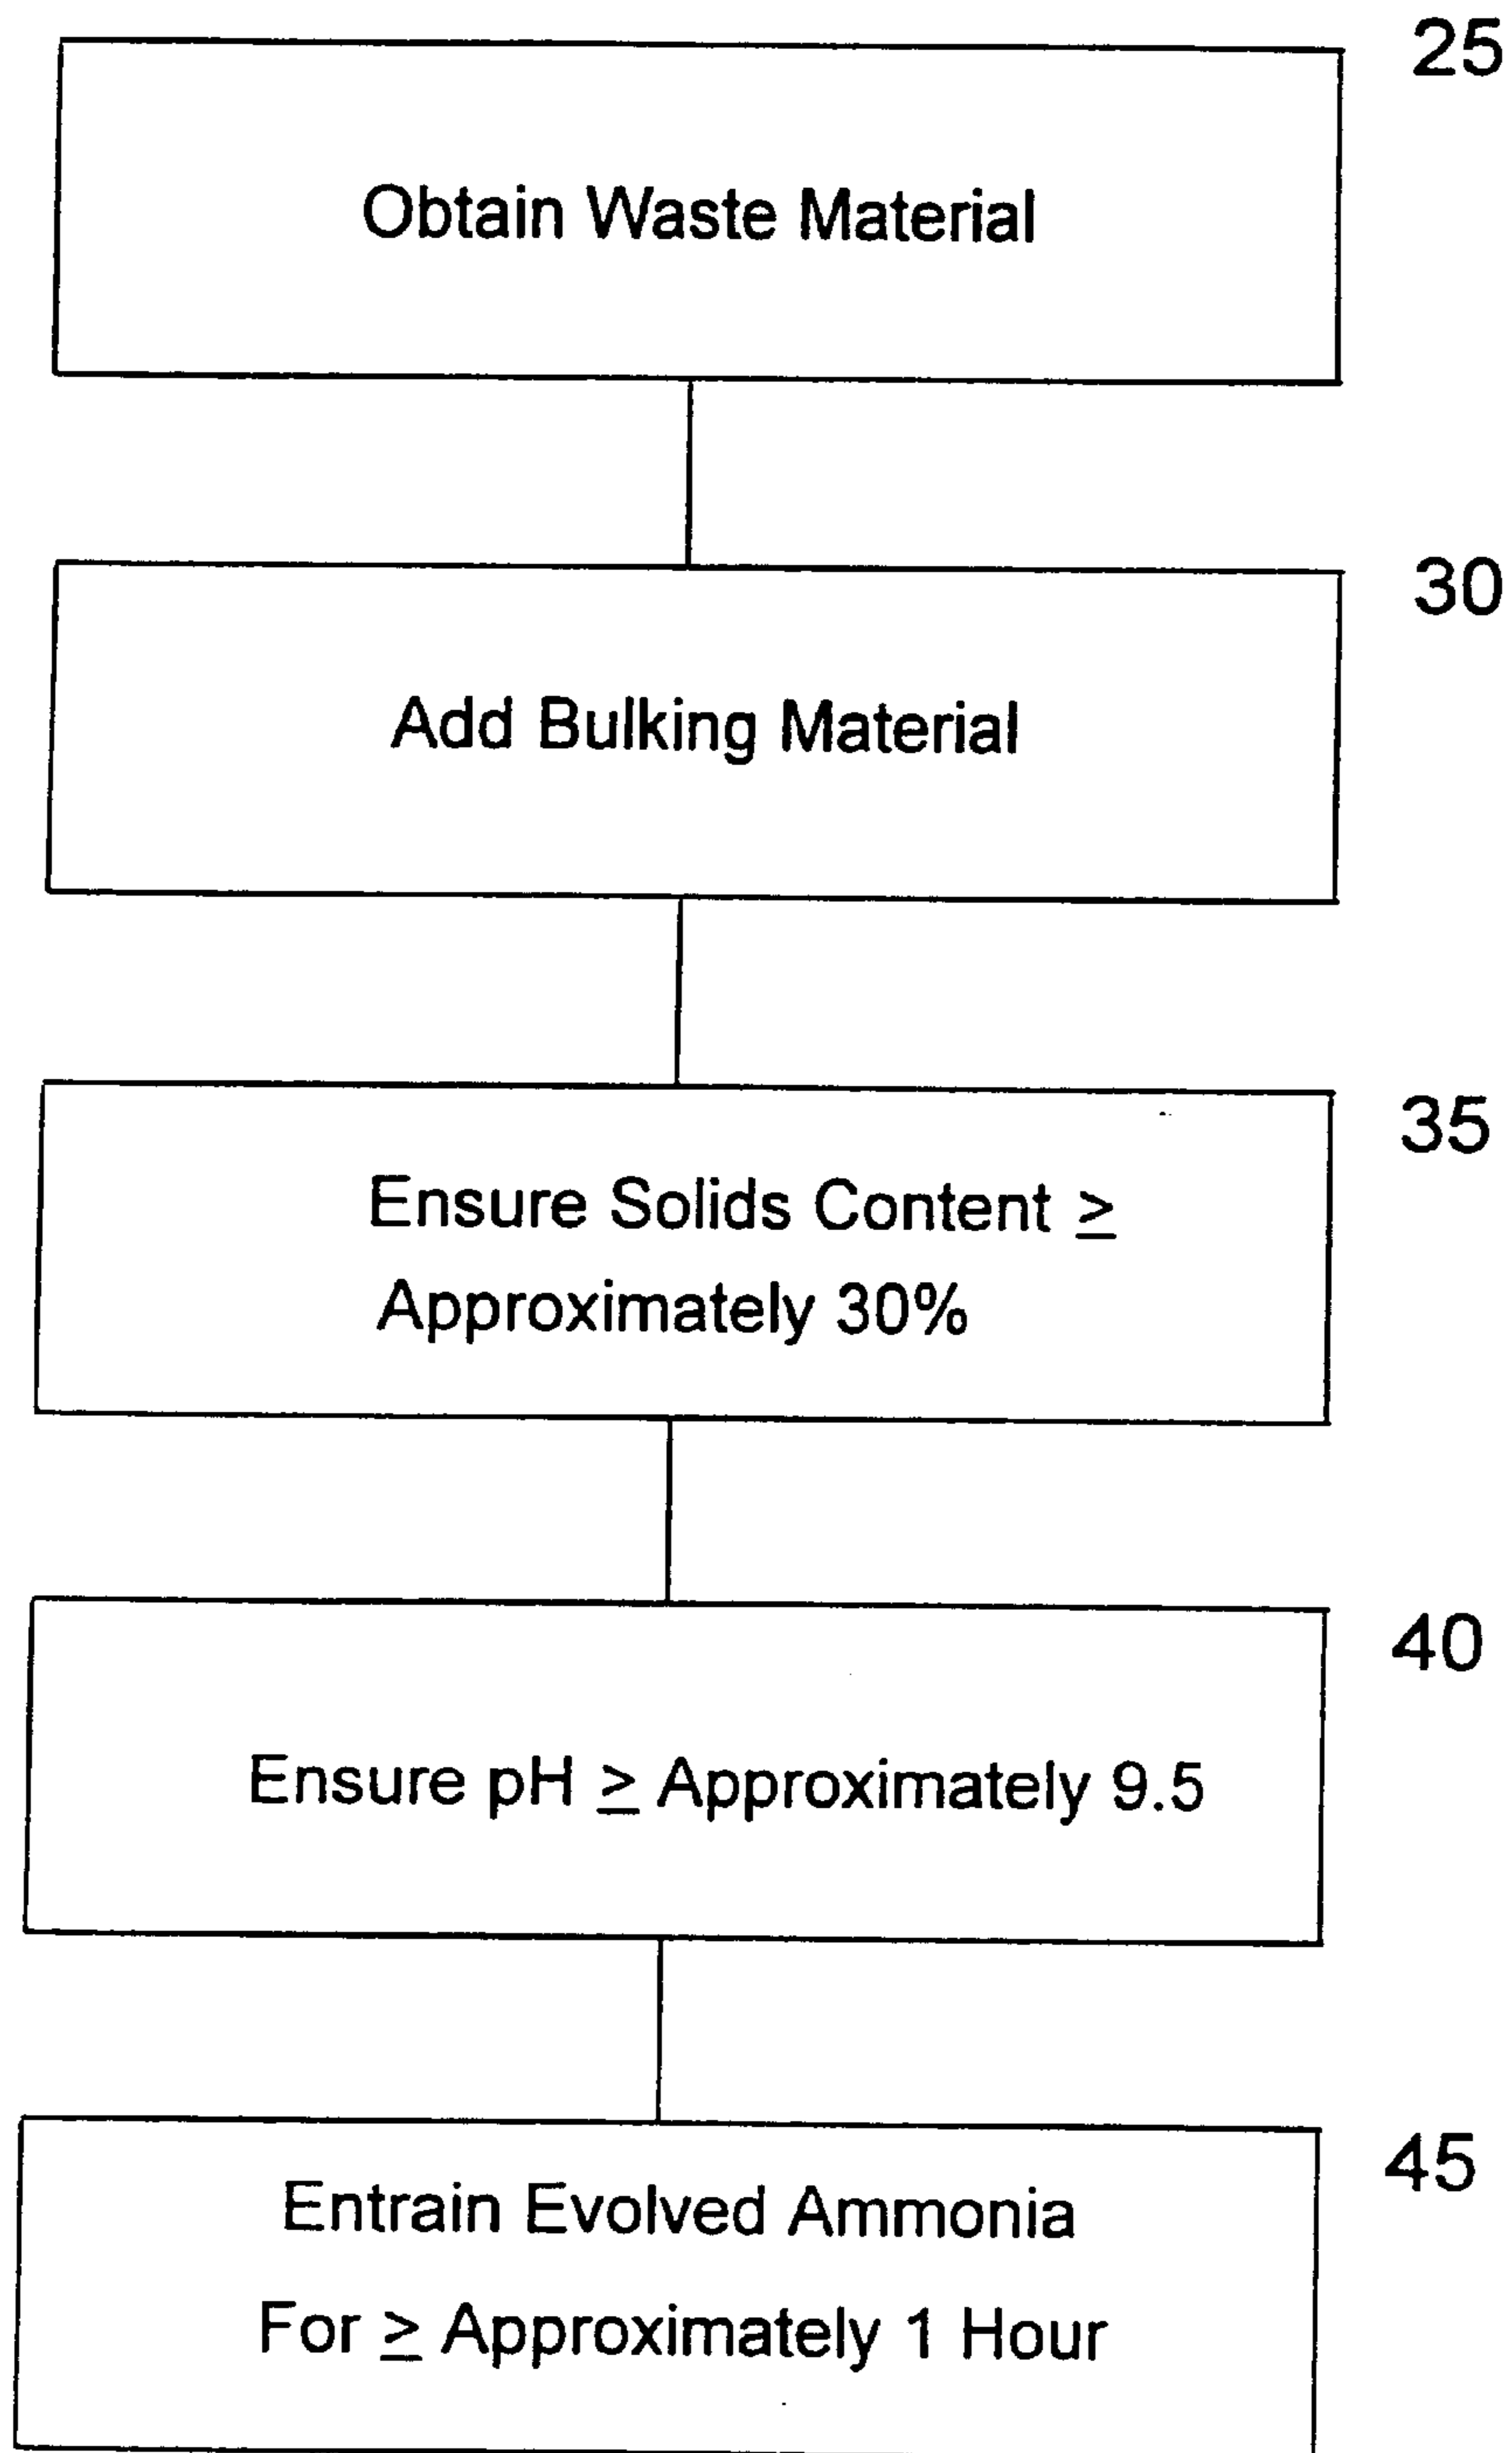 25
Obtain Waste Material
30
Add Bulking Material
35
Ensure Solids Content ≥
Approximately 30%
40
Ensure pH ≥ Approximately 9.5
45
Entrain Evolved Ammonia
For ≥ Approximately 1 Hour